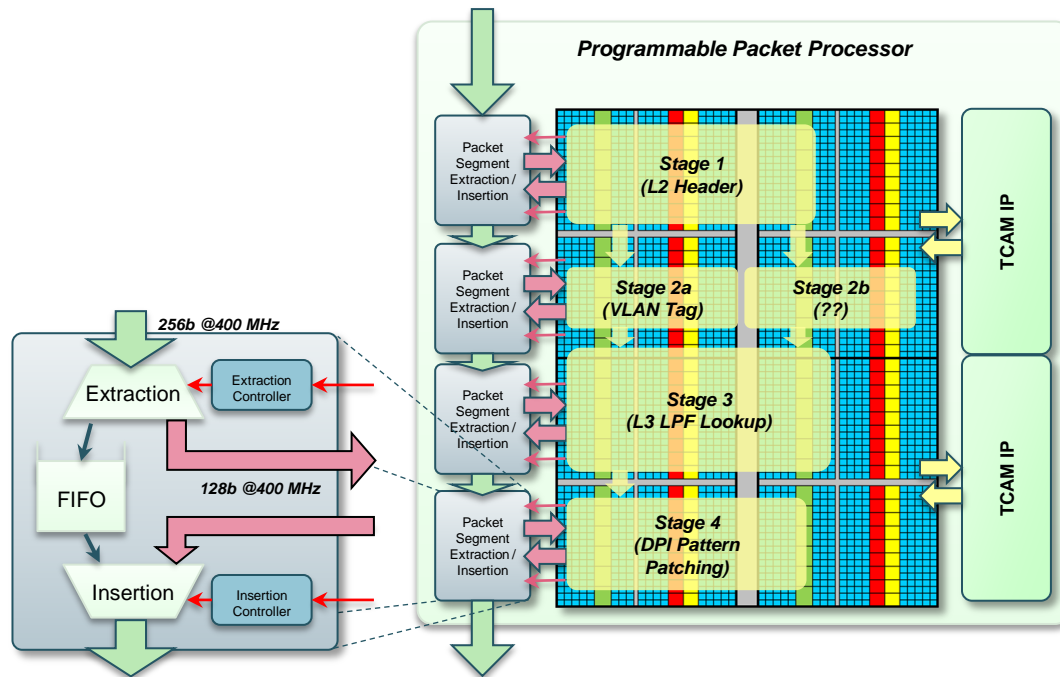 Programmable Packet Processor
Packet
Segment
Extraction /
Insertion
Stage 1
(L2 Header)
TCAM IP
Packet
Segment
Extraction /
Insertion
Stage 2a
(VLAN Tag)
Stage 2b
(??)
256b @400 MHz
Extraction
Extraction
Controller
Packet
Segment
Extraction /
Insertion
Stage 3
(L3 LPF Lookup)
TCAM IP
FIFO
128b @400 MHz
Packet
Segment
Extraction /
Insertion
Stage 4
(DPI Pattern
Patching)
Insertion
Insertion
Controller